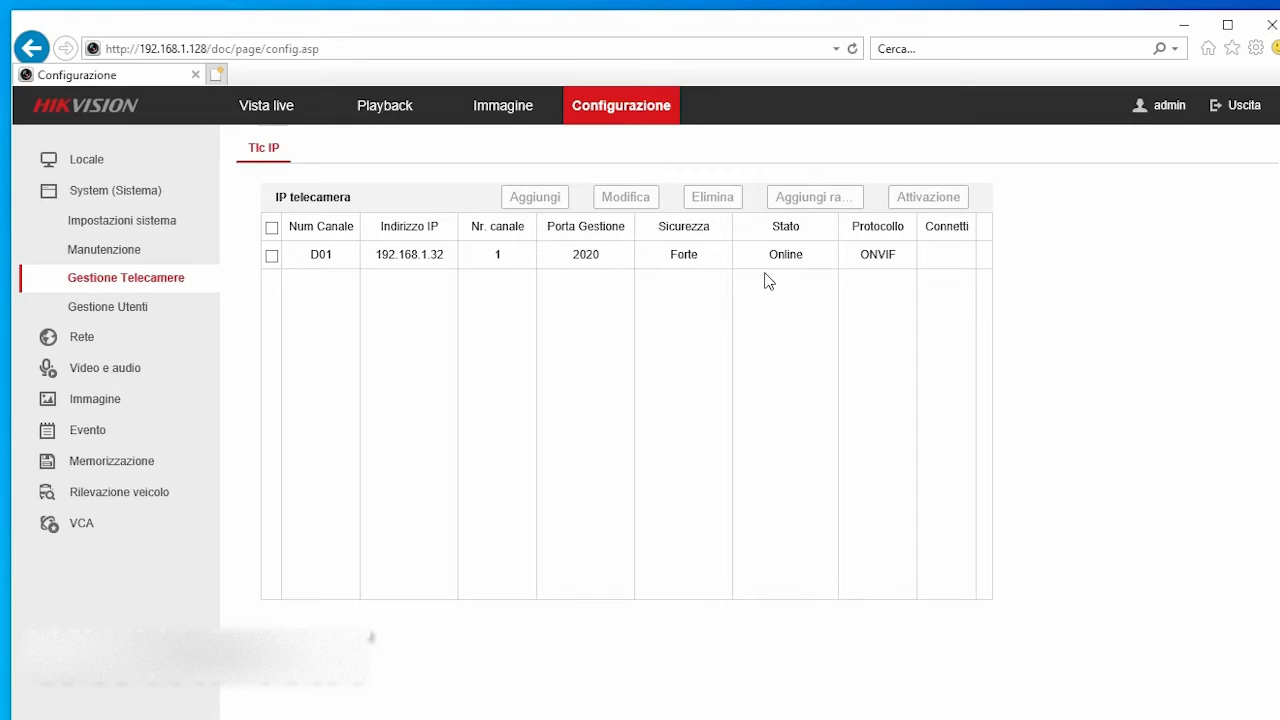 http://192.168.1.128/doc/page/config.asp
Cerca...
Configurazione
HIKVISION
Vista live
Playback
Immagine
Configurazione
admin
Uscita
Locale
System (Sistema)
Impostazioni sistema
Manutenzione
Gestione Telecamere
Gestione Utenti
Rete
Video e audio
Immagine
Evento
Memorizzazione
Rilevazione veicolo
VCA
Tlc IP
IP telecamera
Aggiungi
Modifica
Elimina
Aggiungi ra...
Attivazione
Num Canale Indirizzo IP Nr. canale Porta Gestione Sicurezza Stato Protocollo Connetti
D01 192.168.1.32 1 2020 Forte Online ONVIF